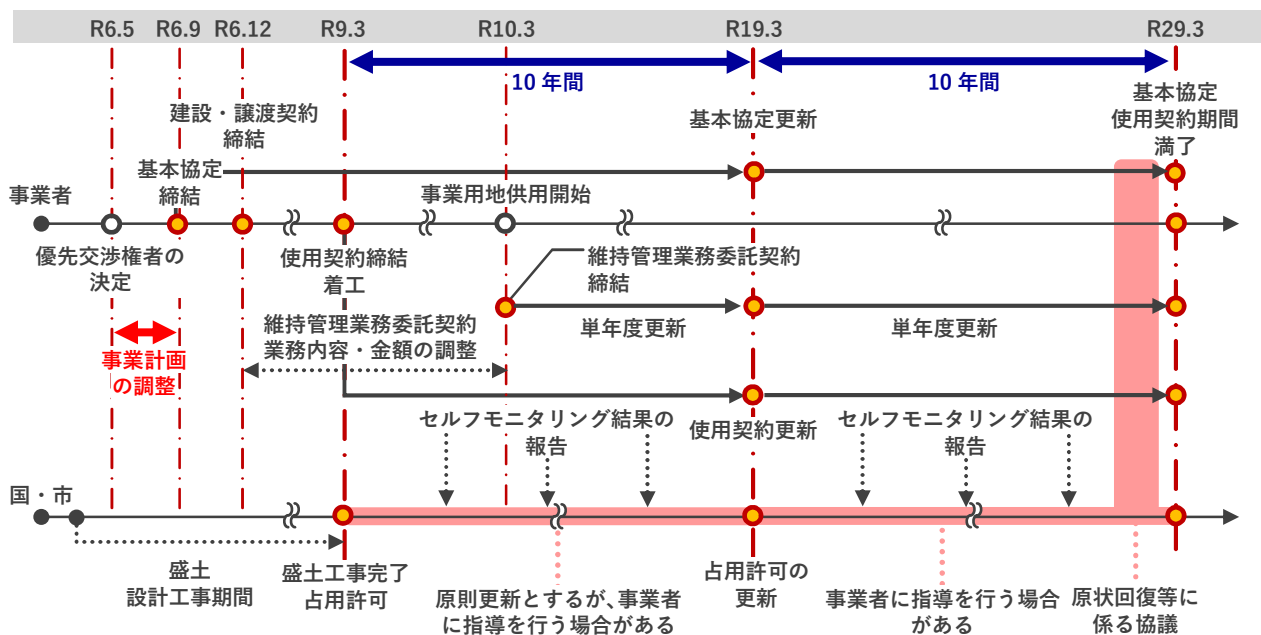 R6.5 R6.9 R6.12 R9.3 R10.3 R19.3 R29.3
10 年間
10 年間
建設・譲渡契約
締結
基本協定更新
基本協定
使用契約期間
満了
基本協定
締結
事業者
事業用地供用開始
優先交渉権者の
決定
使用契約締結
着工
維持管理業務委託契約
締結
単年度更新
単年度更新
維持管理業務委託契約
業務内容・金額の調整
事業計画
の調整
セルフモニタリング結果の
報告
使用契約更新
セルフモニタリング結果の
報告
国・市
盛土
設計工事期間
盛土工事完了
占用許可
原則更新とするが、事業者
に指導を行う場合がある
占用許可の
更新
事業者に指導を行う場合
がある
原状回復等に
係る協議